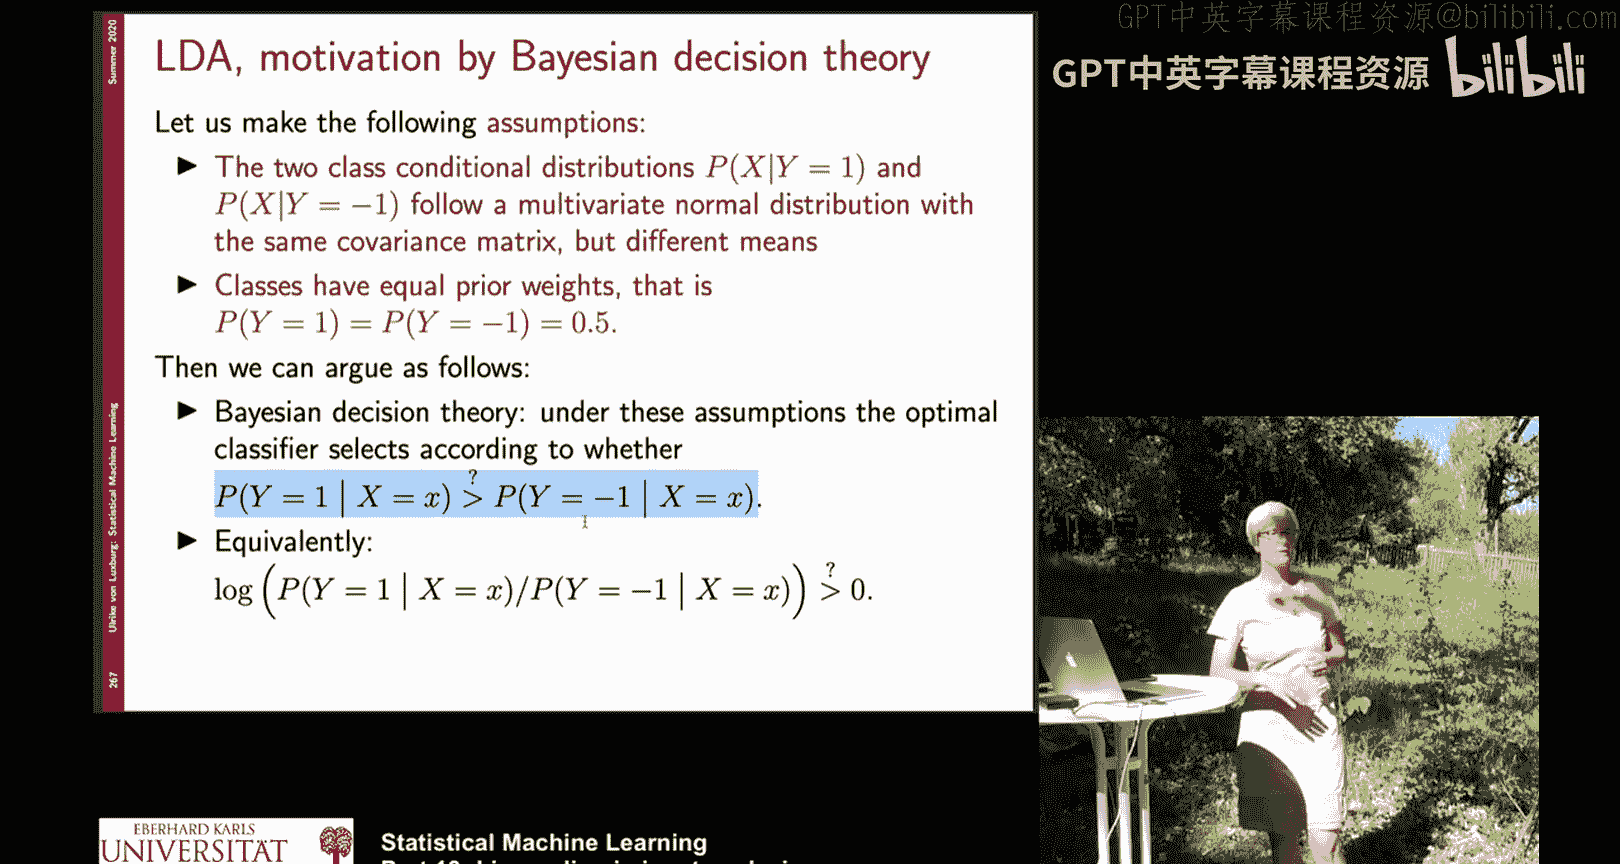 GPT中英字幕课程资源@bilibili.com
GPT中英字幕课程资源 bilibili
Summer 2020
LDA, motivation by Bayesian decision theory
Let us make the following assumptions:
▶ The two class conditional distributions P(X|Y = 1) and
P(X|Y = −1) follow a multivariate normal distribution with
the same covariance matrix, but different means
▶ Classes have equal prior weights, that is
P(Y = 1) = P(Y = −1) = 0.5.
Then we can argue as follows:
▶ Bayesian decision theory: under these assumptions the optimal
classifier selects according to whether
P(Y = 1 | X = x) >? P(Y = −1 | X = x).
▶ Equivalently:
log (P(Y = 1 | X = x)/P(Y = −1 | X = x)) >? 0.
Ulrike von Luxburg: Statistical Machine Learning
267
EBERHARD KARLS
UNIVERSITÄT
Statistical Machine Learning